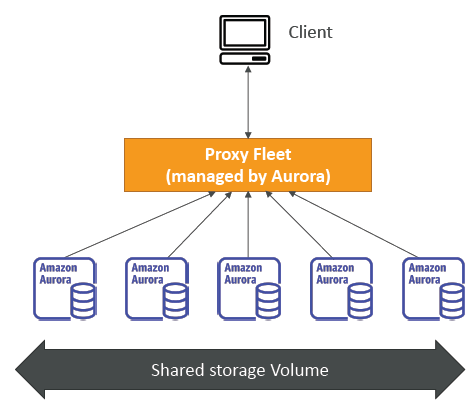 Client
Proxy Fleet
(managed by Aurora)
Amazon
Aurora
Amazon
Aurora
Amazon
Aurora
Amazon
Aurora
Amazon
Aurora
Shared storage Volume